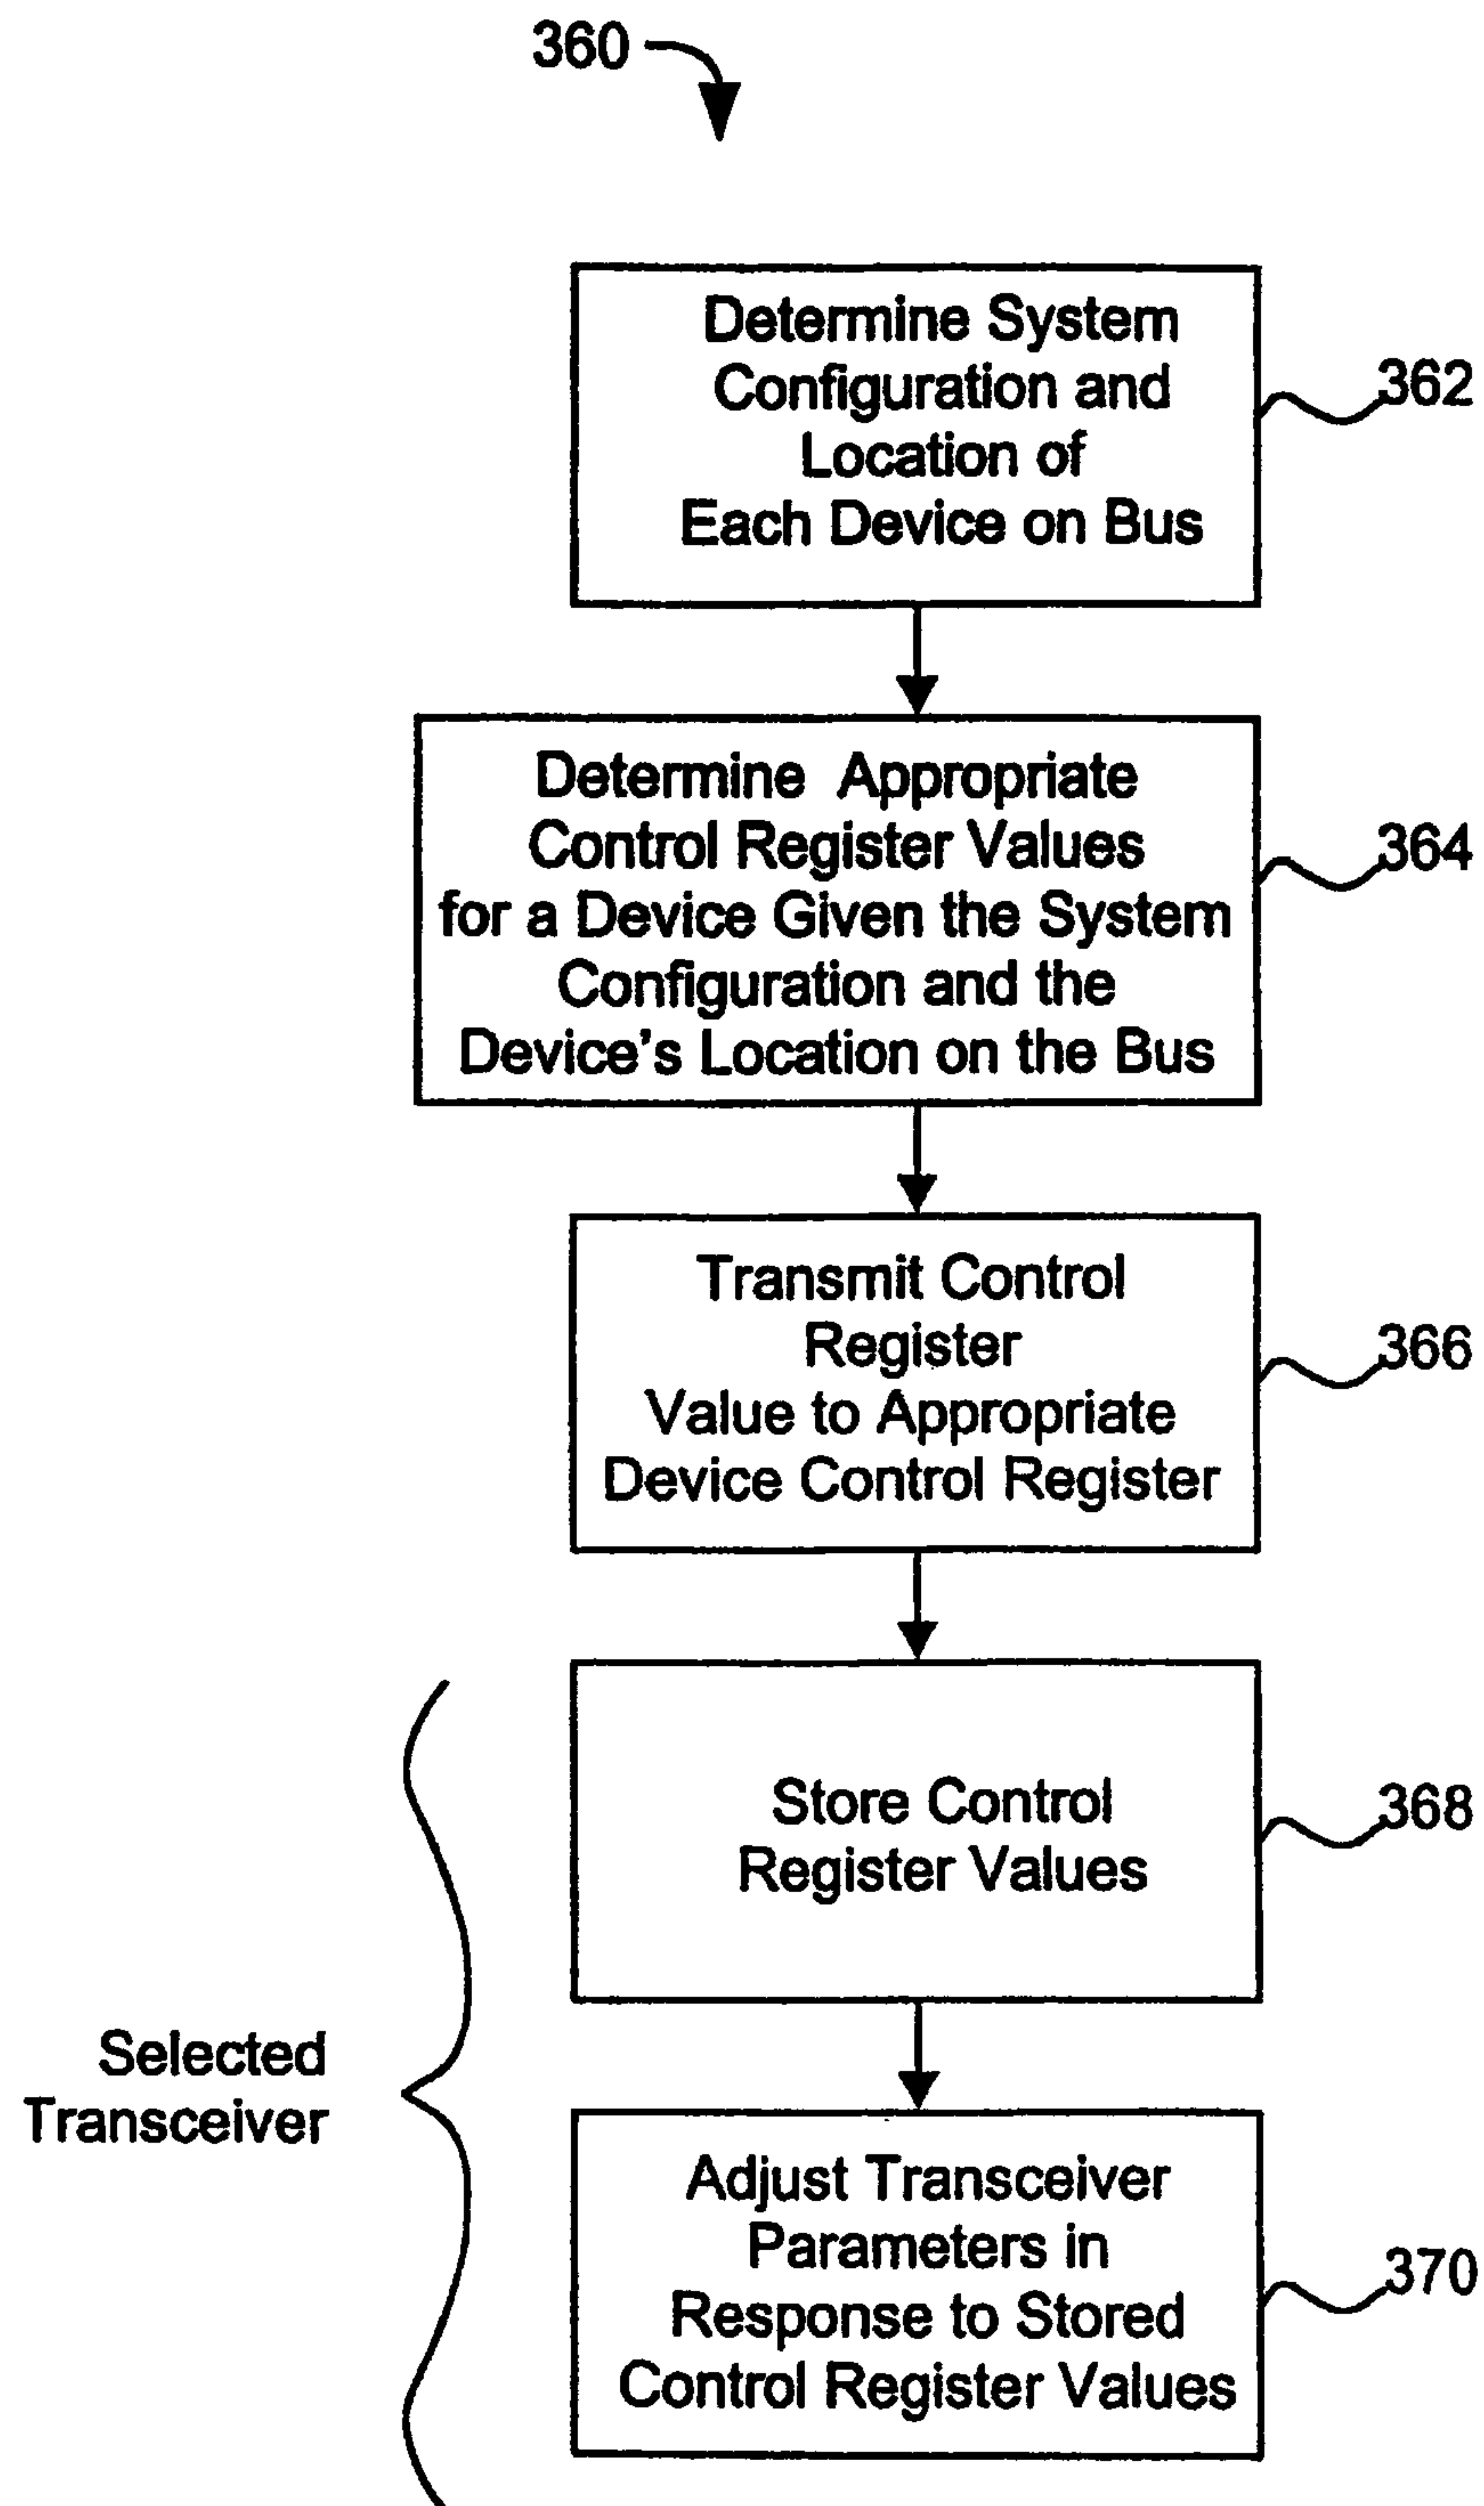 360
Determine System
Configuration and
Location of
Each Device on Bus
362
Determine Appropriate
Control Register Values
for a Device Given the System
Configuration and the
Device's Location on the Bus
364
Transmit Control
Register
Value to Appropriate
Device Control Register
366
Store Control
Register Values
368
Selected
Transceiver
Adjust Transceiver
Parameters in
Response to Stored
Control Register Values
370